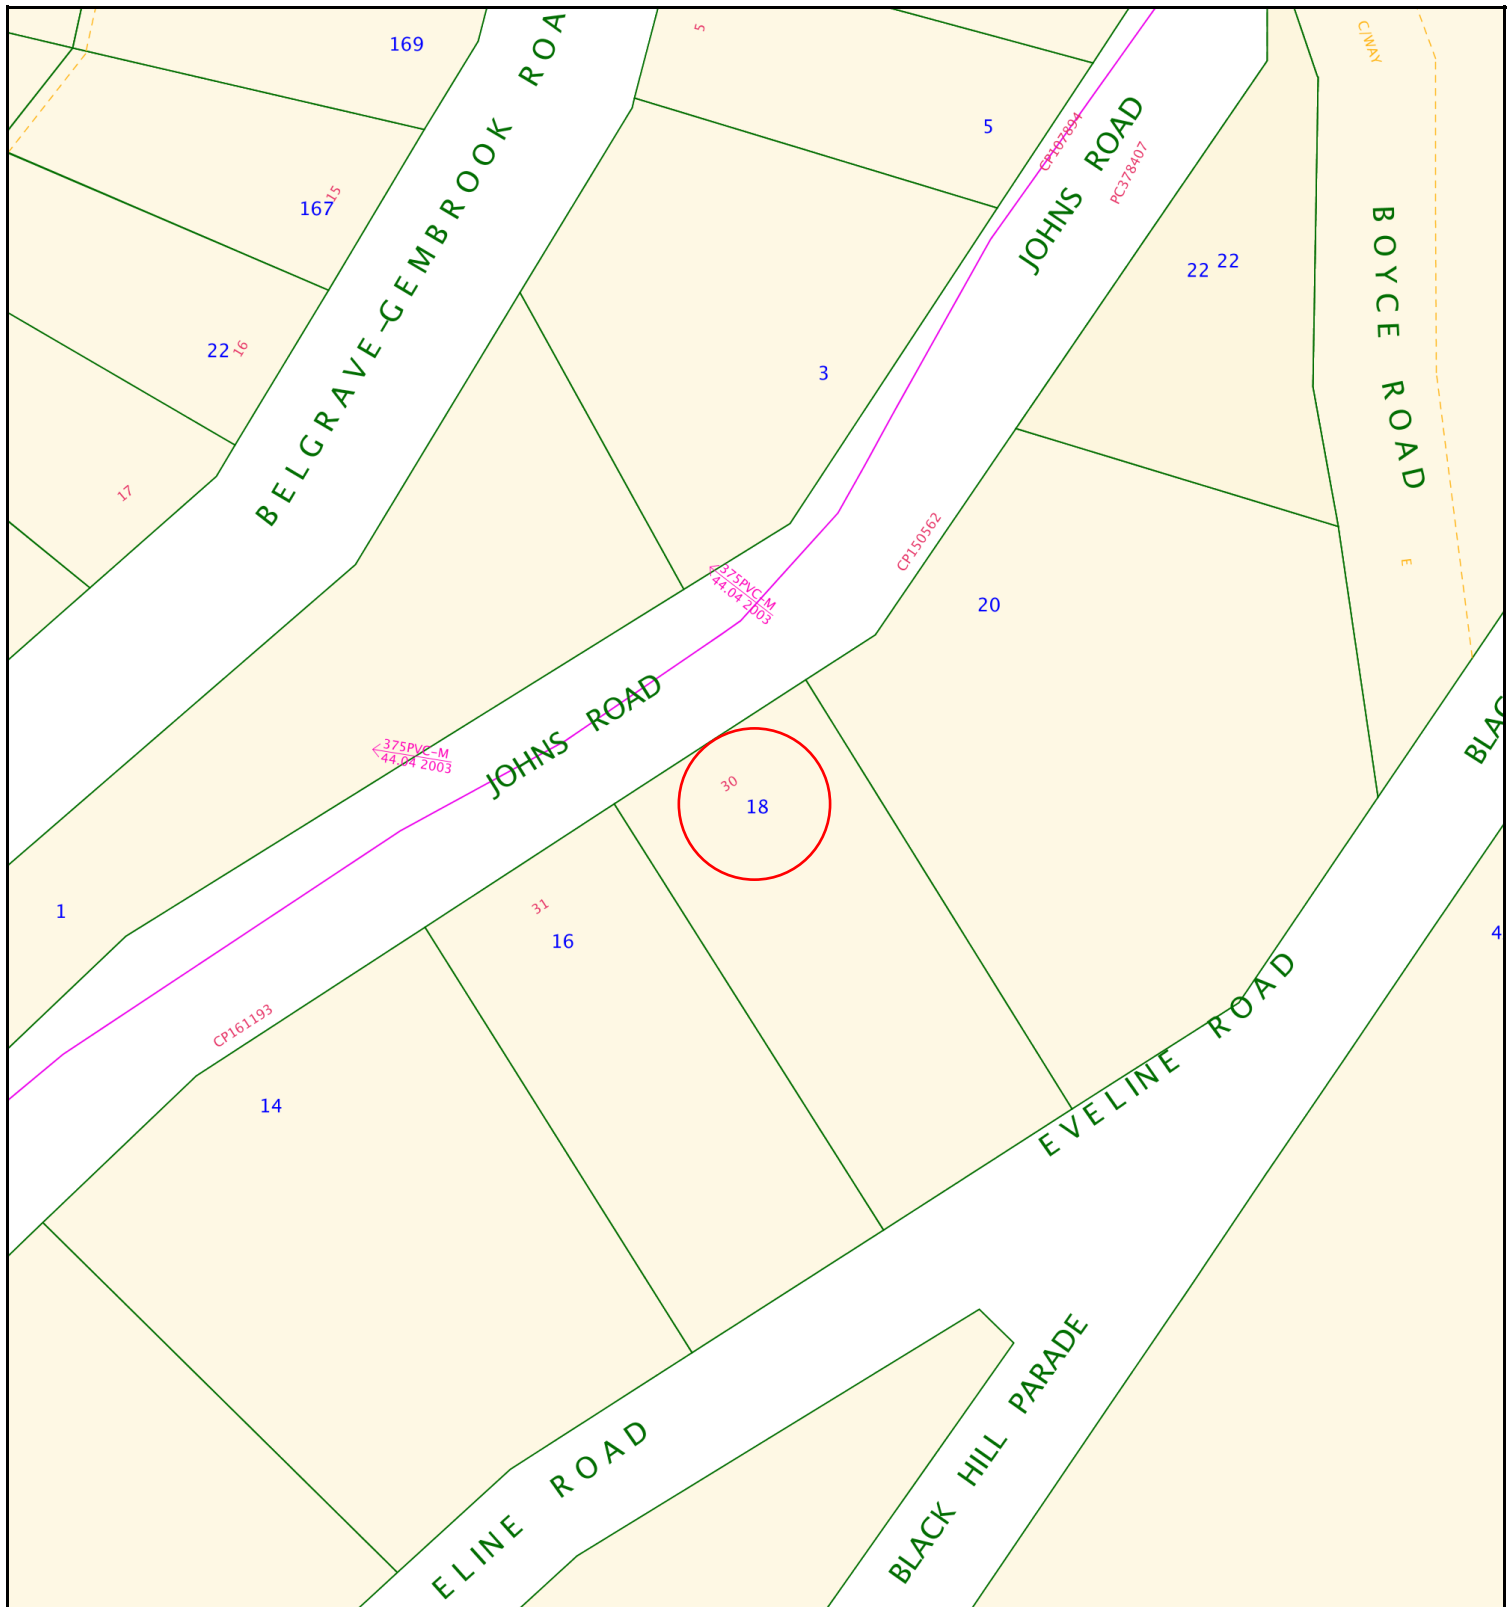 169
5
C/WAY
BELGRAVE-GEMBROOK ROA
5
CP107894
JOHNS ROAD
PC378407
15
167
BOYCE ROAD
22
22
22
16
3
17
CP150562
E
375PVC-M
44.04 2003
20
JOHNS ROAD
BLAC
375PVC-M
44.04 2003
30
18
1
31
16
4
CP161193
14
EVELINE ROAD
ELINE ROAD
BLACK HILL PARADE